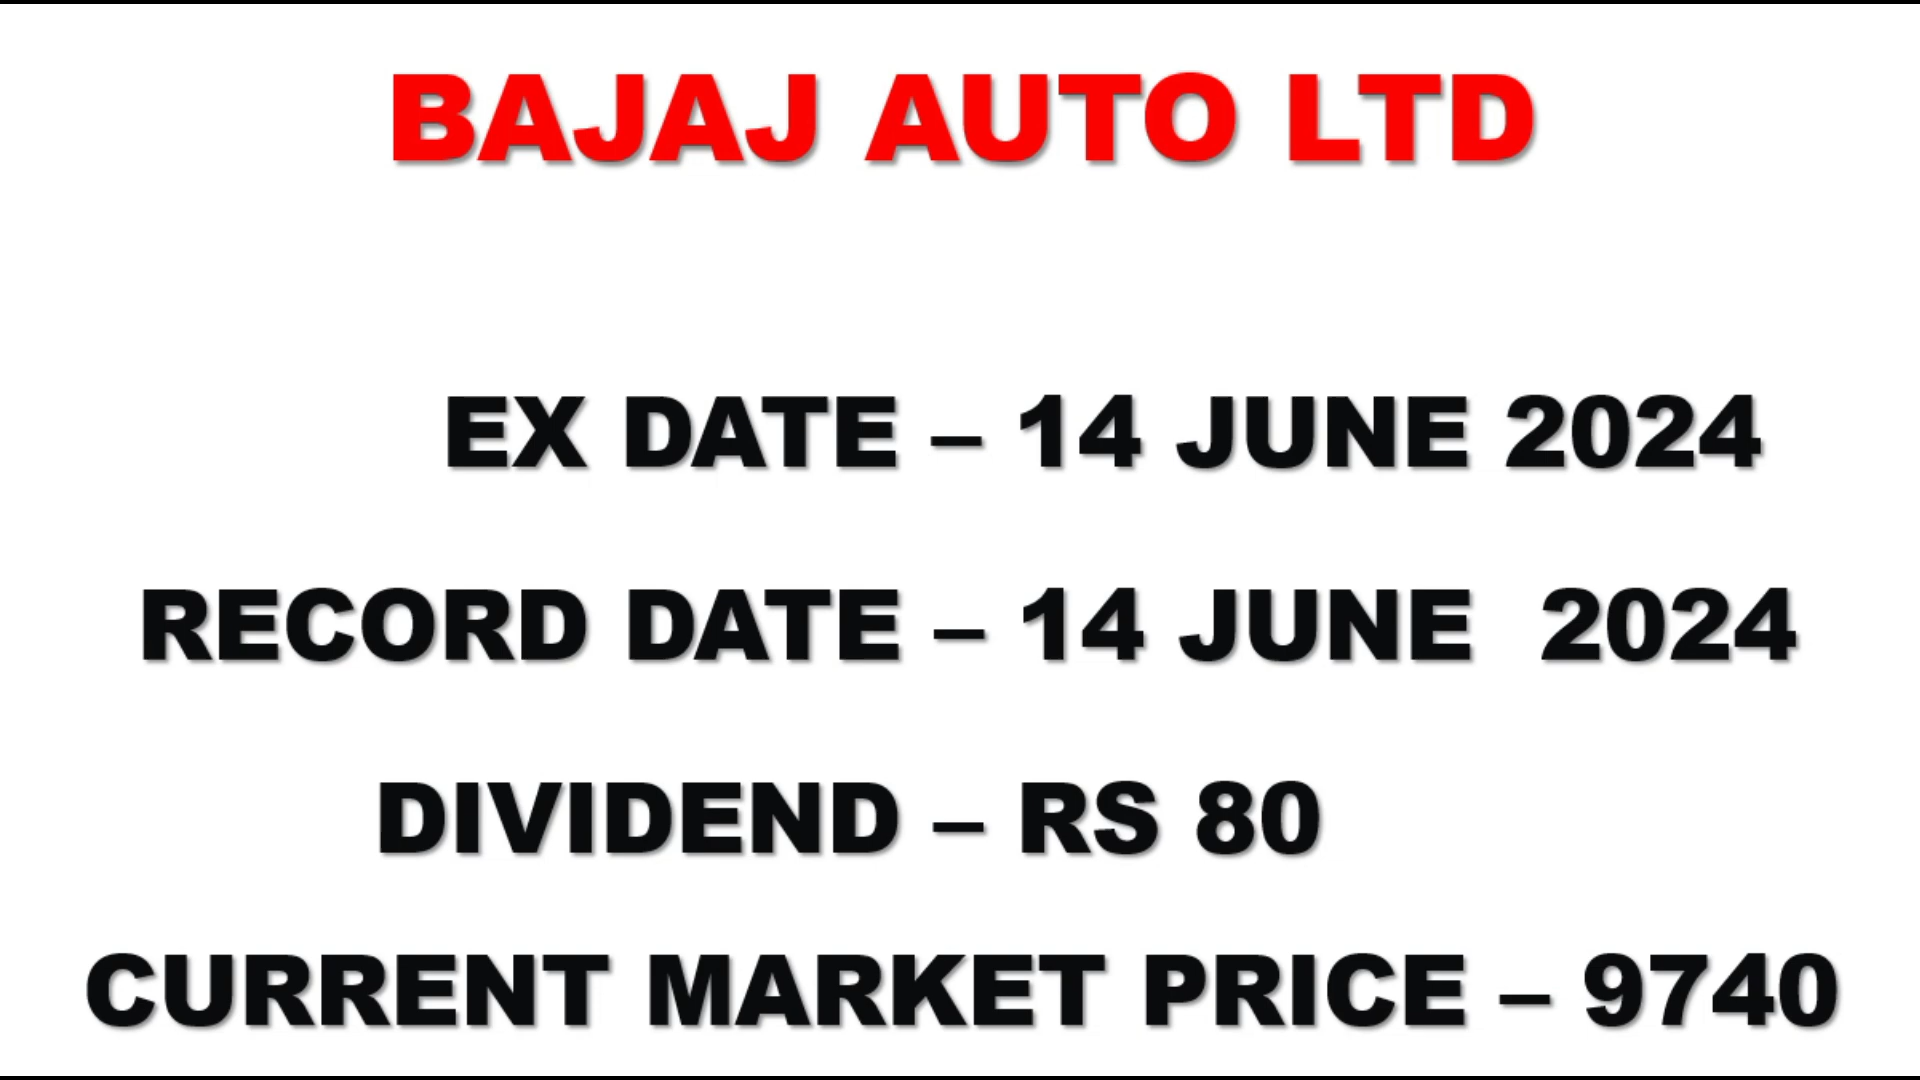 BAJAJ AUTO LTD
EX DATE – 14 JUNE 2024
RECORD DATE – 14 JUNE  2024
DIVIDEND – RS 80
CURRENT MARKET PRICE – 9740